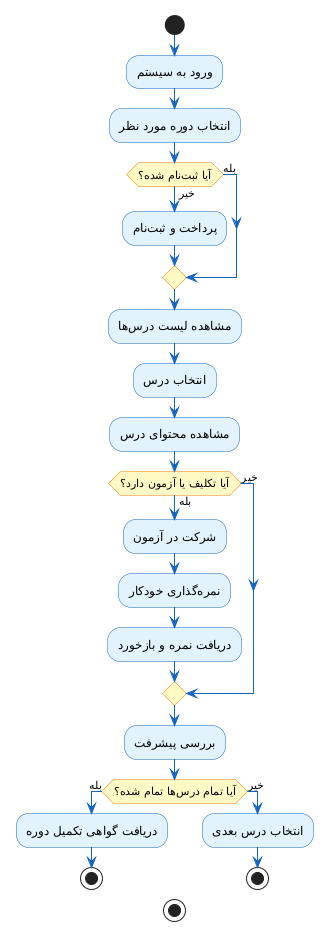 ورود به سیستم
انتخاب دوره مورد نظر
آیا ثبت‌نام شده؟
بله
خیر
پرداخت و ثبت‌نام
مشاهده لیست درس‌ها
انتخاب درس
مشاهده محتوای درس
آیا تکلیف یا آزمون دارد؟
خیر
بله
شرکت در آزمون
نمره‌گذاری خودکار
دریافت نمره و بازخورد
بررسی پیشرفت
آیا تمام درس‌ها تمام شده؟
بله
خیر
دریافت گواهی تکمیل دوره
انتخاب درس بعدی